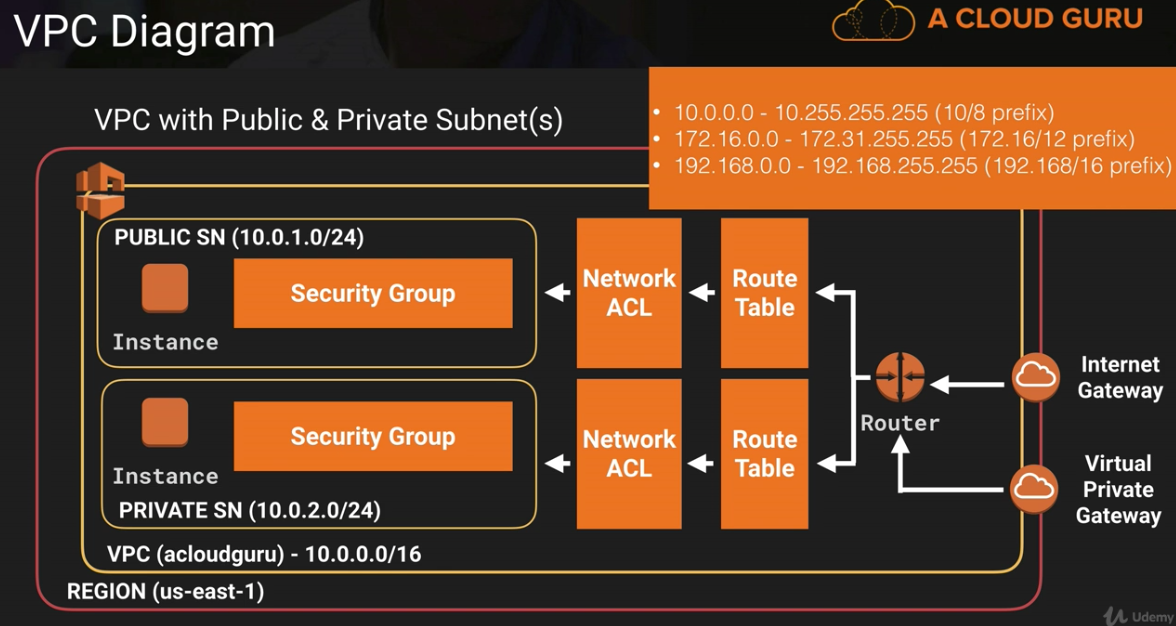 VPC Diagram
A CLOUD GURU
VPC with Public & Private Subnet(s)
• 10.0.0.0 - 10.255.255.255 (10/8 prefix)
• 172.16.0.0 - 172.31.255.255 (172.16/12 prefix)
• 192.168.0.0 - 192.168.255.255 (192.168/16 prefix)
PUBLIC SN (10.0.1.0/24)
Security Group
Instance
Network
ACL
Route
Table
Security Group
Instance
PRIVATE SN (10.0.2.0/24)
Network
ACL
Route
Table
Router
Internet
Gateway
Virtual
Private
Gateway
VPC (acloudguru) - 10.0.0.0/16
REGION (us-east-1)
Udemy